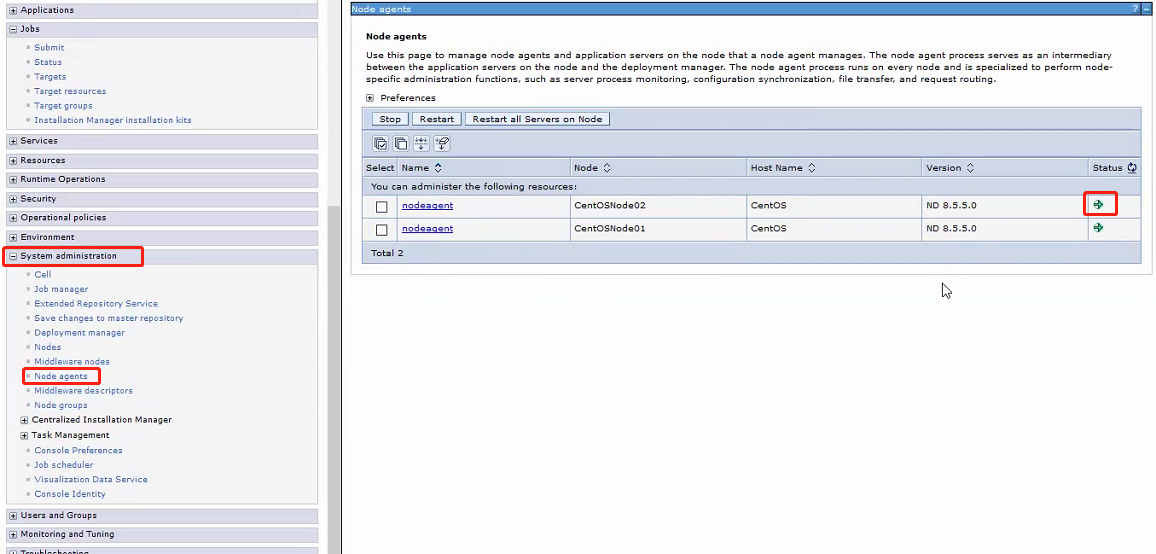 Applications
Jobs
Submit
Status
Targets
Target resources
Target groups
Installation Manager installation kits
Services
Resources
Runtime Operations
Security
Operational policies
Environment
System administration
Cell
Job manager
Extended Repository Service
Save changes to master repository
Deployment manager
Nodes
Middleware nodes
Node agents
Middleware descriptors
Node groups
Centralized Installation Manager
Task Management
Console Preferences
Job scheduler
Visualization Data Service
Console Identity
Users and Groups
Monitoring and Tuning
Troubleshooting
Node agents ? –
Node agents
Use this page to manage node agents and application servers on the node that a node agent manages. The node agent process serves as an intermediary
between the application servers on the node and the deployment manager. The node agent process runs on every node and is specialized to perform node-
specific administration functions, such as server process monitoring, configuration synchronization, file transfer, and request routing.
Preferences
Stop Restart Restart all Servers on Node
Select Name Node Host Name Version Status
You can administer the following resources:
nodeagent CentOSNode02 CentOS ND 8.5.5.0
nodeagent CentOSNode01 CentOS ND 8.5.5.0
Total 2